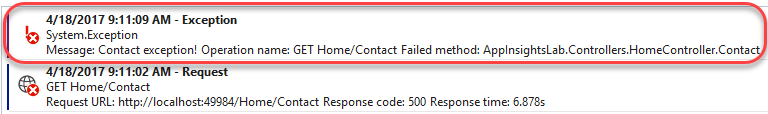 4/18/2017 9:11:09 AM - Exception
System.Exception
Message: Contact exception! Operation name: GET Home/Contact Failed method: AppInsightsLab.Controllers.HomeController.Contact
4/18/2017 9:11:02 AM - Request
GET Home/Contact
Request URL: http://localhost:49984/Home/Contact Response code: 500 Response time: 6.878s